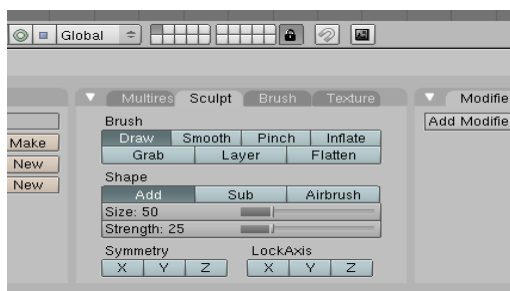 Global
Multires Sculpt Brush Texture
Modifie
Brush
Add Modifie
Make
Draw Smooth Pinch Inflate
New
Grab Layer Flatten
New
Shape
Add Sub Airbrush
Size: 50
Strength: 25
Symmetry LockAxis
X Y Z X Y Z